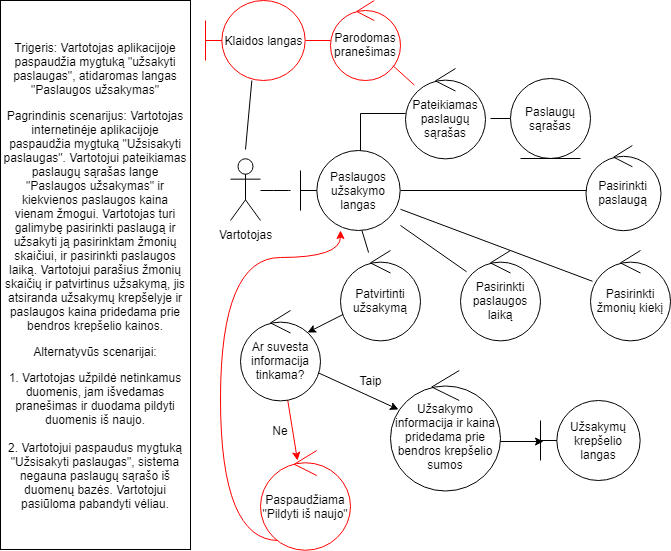 Trigeris: Vartotojas aplikacijoje
paspaudžia mygtuką "užsakyti
paslaugas", atidaromas langas
"Paslaugos užsakymas"
Pagrindinis scenarijus: Vartotojas
internetinėje aplikacijoje
paspaudžia mygtuką "Užsisakyti
paslaugas". Vartotojui pateikiamas
paslaugų sąrašas lange
"Paslaugos užsakymas" ir
kiekvienos paslaugos kaina
vienam žmogui. Vartotojas turi
galimybę pasirinkti paslaugą ir
užsakyti ją pasirinktam žmonių
skaičiui, ir pasirinkti paslaugos
laiką. Vartotojui parašius žmonių
skaičių ir patvirtinus užsakymą, jis
atsiranda užsakymų krepšelyje ir
paslaugos kaina pridedama prie
bendros krepšelio kainos.
Alternatyvūs scenarijai:
1. Vartotojas užpildė netinkamus
duomenis, jam išvedamas
pranešimas ir duodama pildyti
duomenis iš naujo.
2. Vartotojui paspaudus mygtuką
"Užsisakyti paslaugas", sistema
negauna paslaugų sąrašo iš
duomenų bazės. Vartotojui
pasiūloma pabandyti vėliau.
Klaidos langas
Parodomas
pranešimas
Pateikiamas
paslaugų
sąrašas
Paslaugų
sąrašas
Vartotojas
Paslaugos
užsakymo
langas
Pasirinkti
paslaugą
Patvirtinti
užsakymą
Pasirinkti
paslaugos
laiką
Pasirinkti
žmonių kiekį
Ar suvesta
informacija
tinkama?
Taip
Ne
Užsakymo
informacija ir kaina
pridedama prie
bendros krepšelio
sumos
Užsakymų
krepšelio
langas
Paspaudžiama
"Pildyti iš naujo"